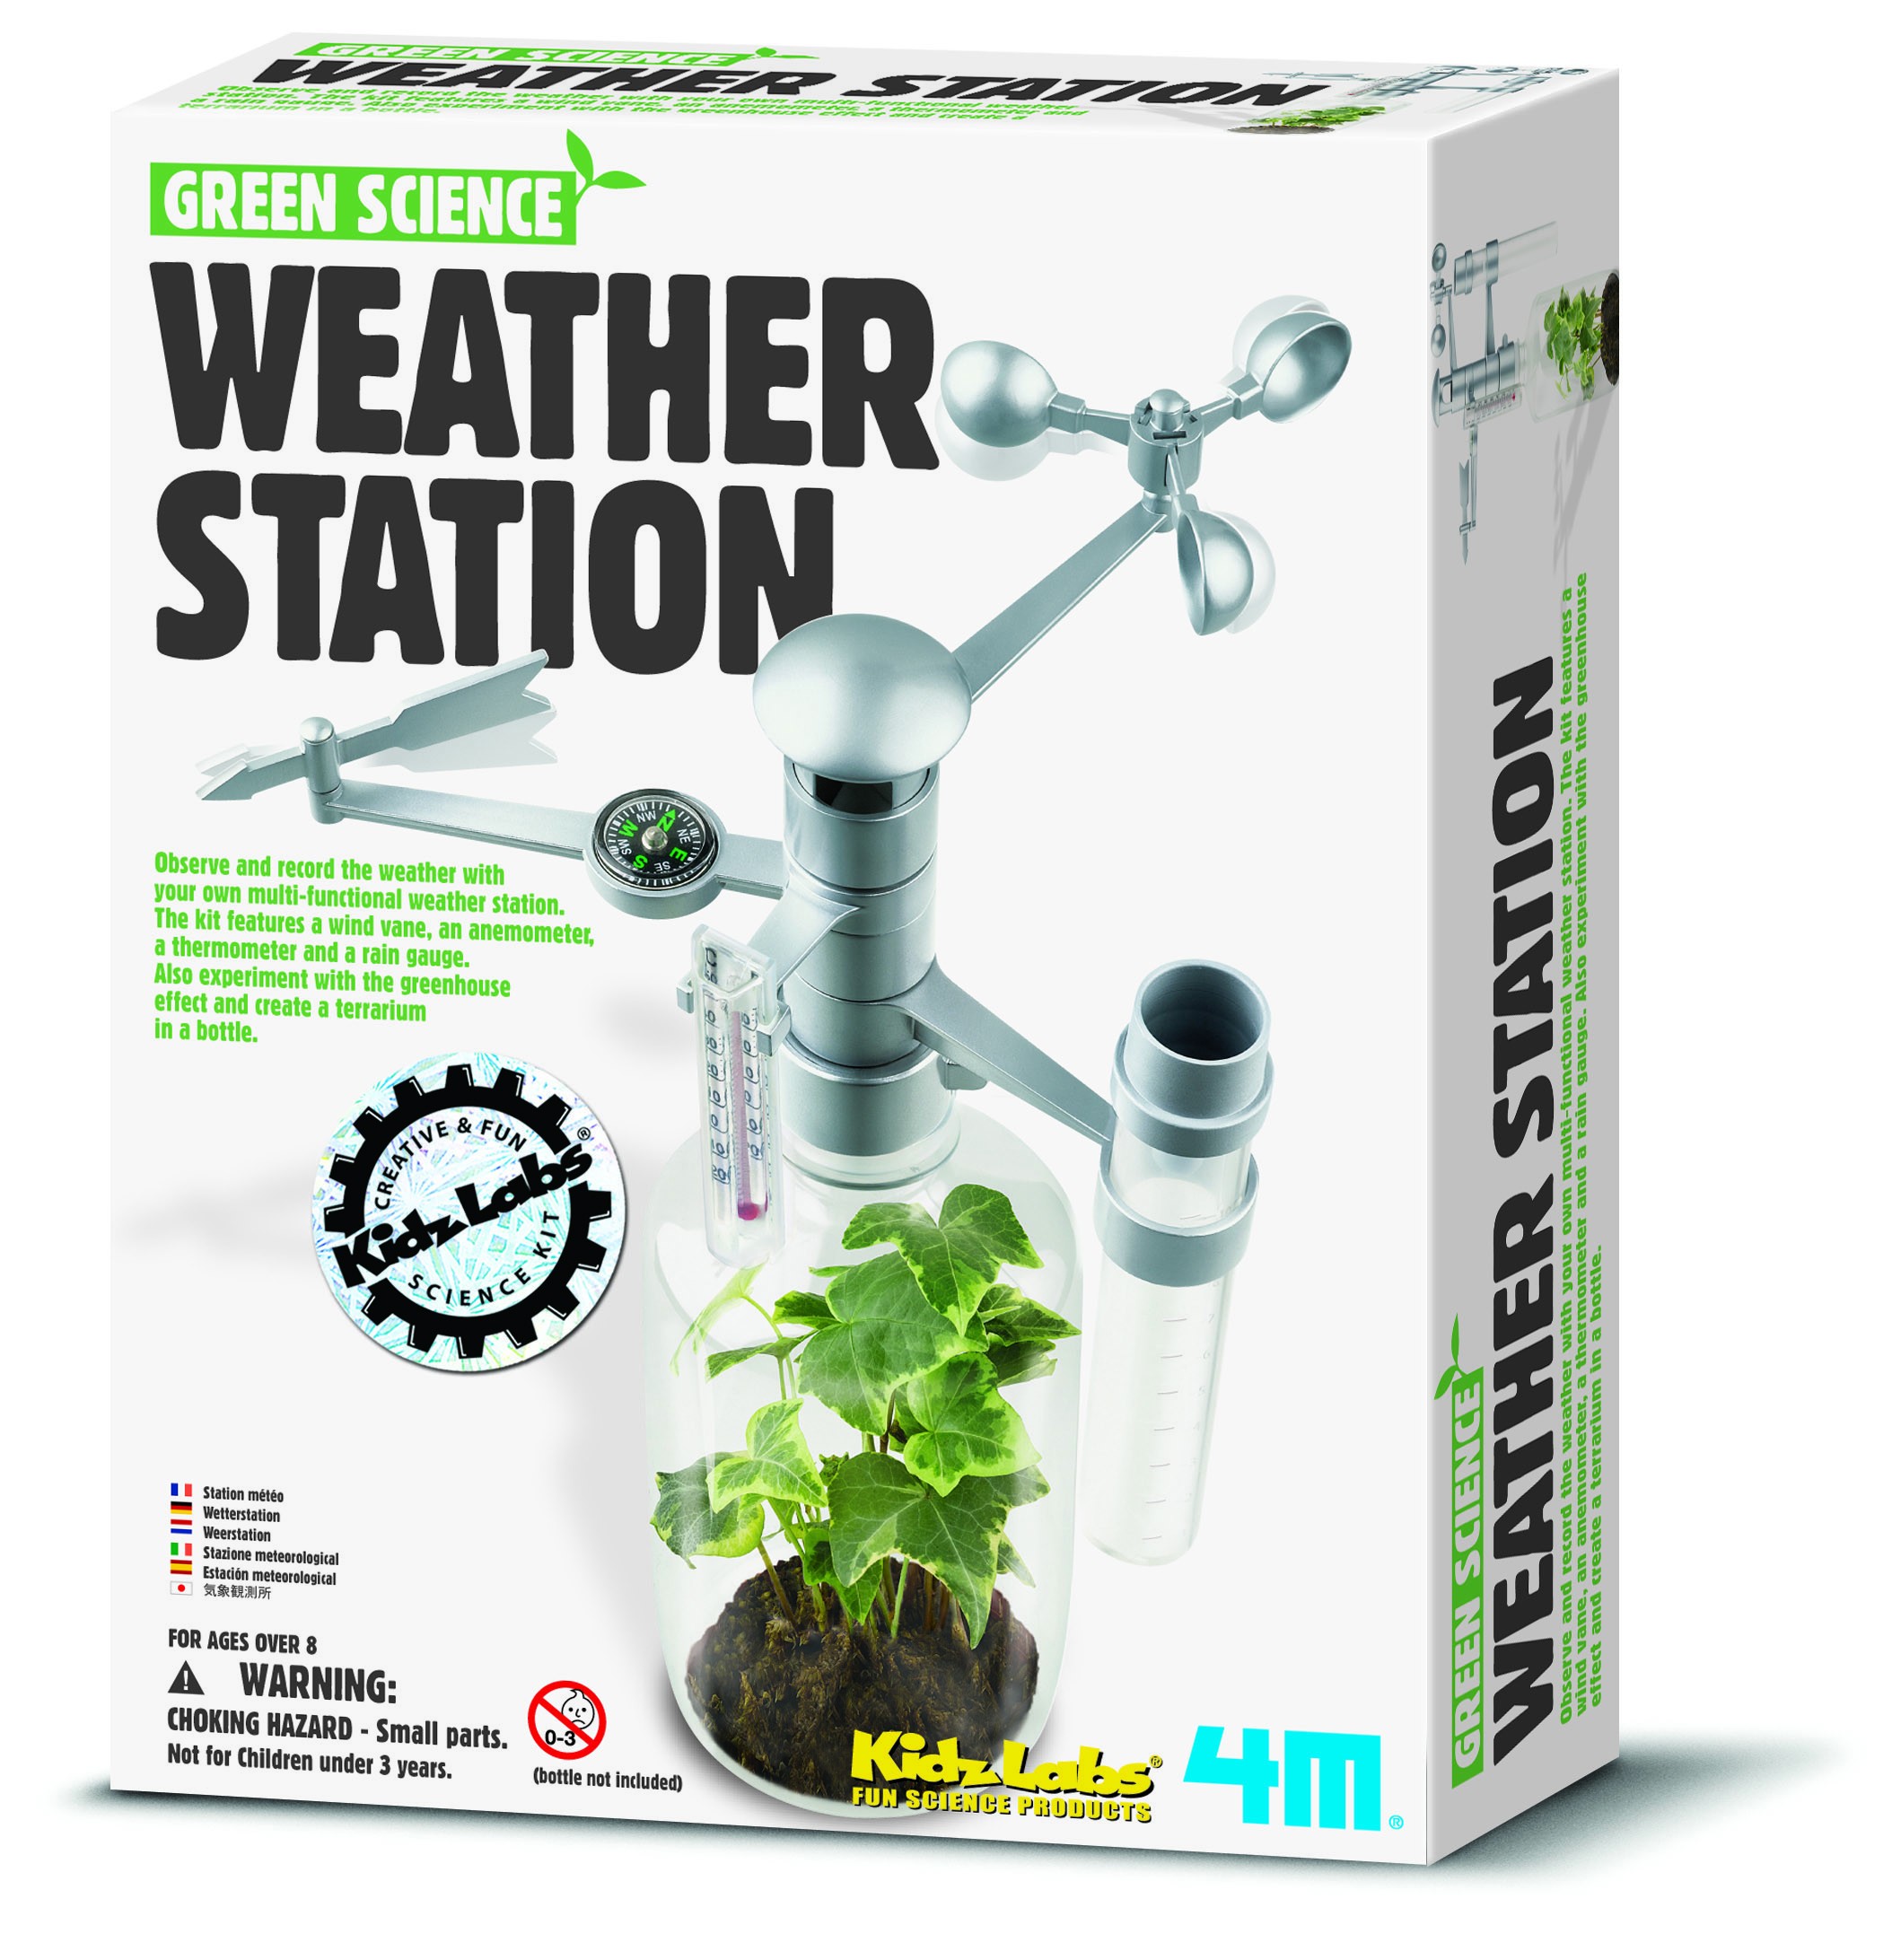 GREEN SCIENCE
WEATHER STATION
GREEN SCIENCE
WEATHER
STATION
Observe and record the weather with
your own multi-functional weather station.
The kit features a wind vane, an anemometer,
a thermometer and a rain gauge.
Also experiment with the greenhouse
effect and create a terrarium
in a bottle.
N
NE
E
SE
S
SW
W
NW
CREATIVE & FUN
Kidz Labs®
SCIENCE KIT
Station météo
Wetterstation
Weerstation
Stazione meteorological
Estación meteorological
気象観測所
FOR AGES OVER 8
WARNING:
CHOKING HAZARD - Small parts.
Not for Children under 3 years.
0-3
(bottle not included)
Kidz Labs®
FUN SCIENCE PRODUCTS
4M®
GREEN SCIENCE
WEATHER STATION
Observe and record the weather with your own multi-functional weather station. The kit features a
wind vane, an anemometer, a thermometer and a rain gauge. Also experiment with the greenhouse
effect and create a terrarium in a bottle.